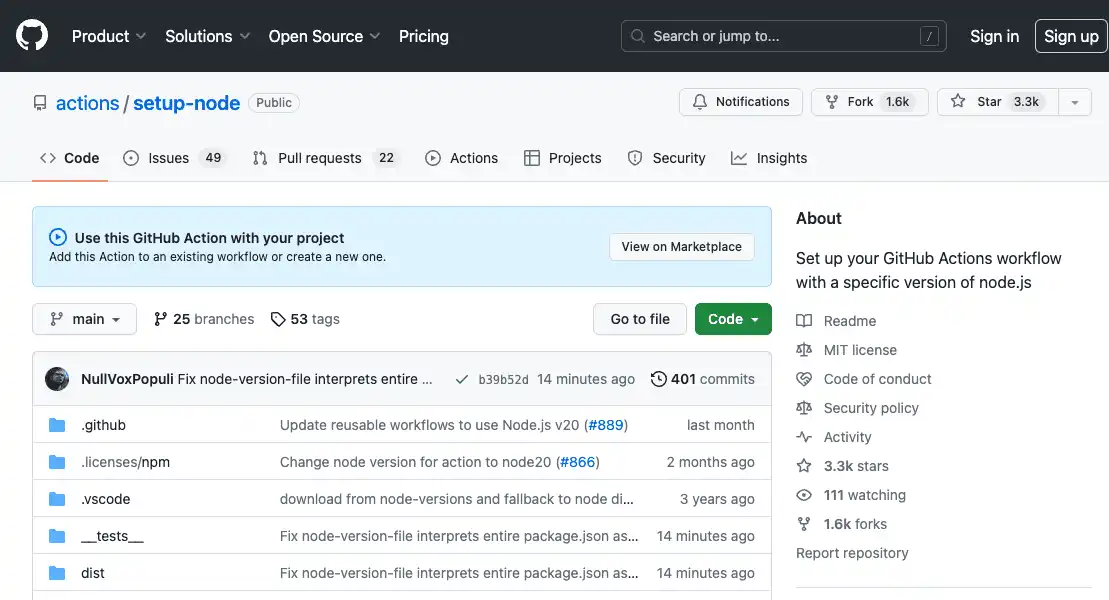 Product Solutions Open Source Pricing Search or jump to... / Sign in Sign up
actions / setup-node Public Notifications Fork 1.6k Star 3.3k
Code Issues 49 Pull requests 22 Actions Projects Security Insights
Use this GitHub Action with your project
Add this Action to an existing workflow or create a new one.
View on Marketplace
main 25 branches 53 tags Go to file Code
NullVoxPopuli Fix node-version-file interprets entire ... b39b52d 14 minutes ago 401 commits
.github Update reusable workflows to use Node.js v20 (#889) last month
.licenses/npm Change node version for action to node20 (#866) 2 months ago
.vscode download from node-versions and fallback to node di... 3 years ago
__tests__ Fix node-version-file interprets entire package.json as... 14 minutes ago
dist Fix node-version-file interprets entire package.json as... 14 minutes ago
About
Set up your GitHub Actions workflow
with a specific version of node.js
Readme
MIT license
Code of conduct
Security policy
Activity
3.3k stars
111 watching
1.6k forks
Report repository